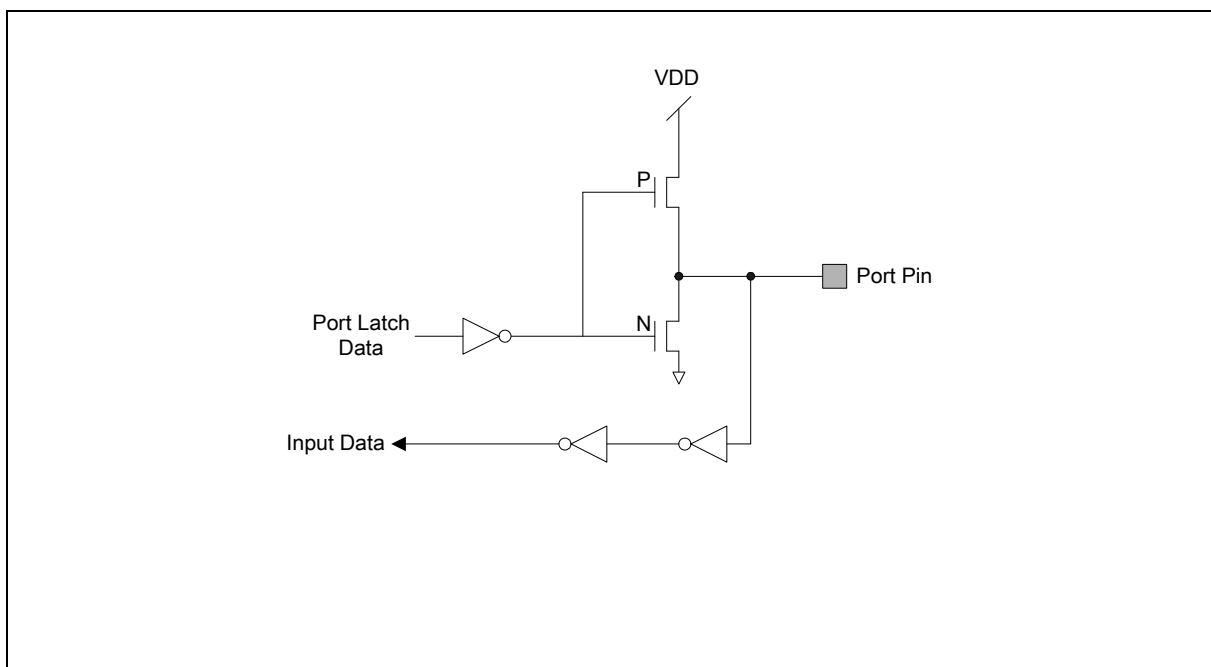 VDD
P
Port Pin
N
Port Latch
Data
Input Data